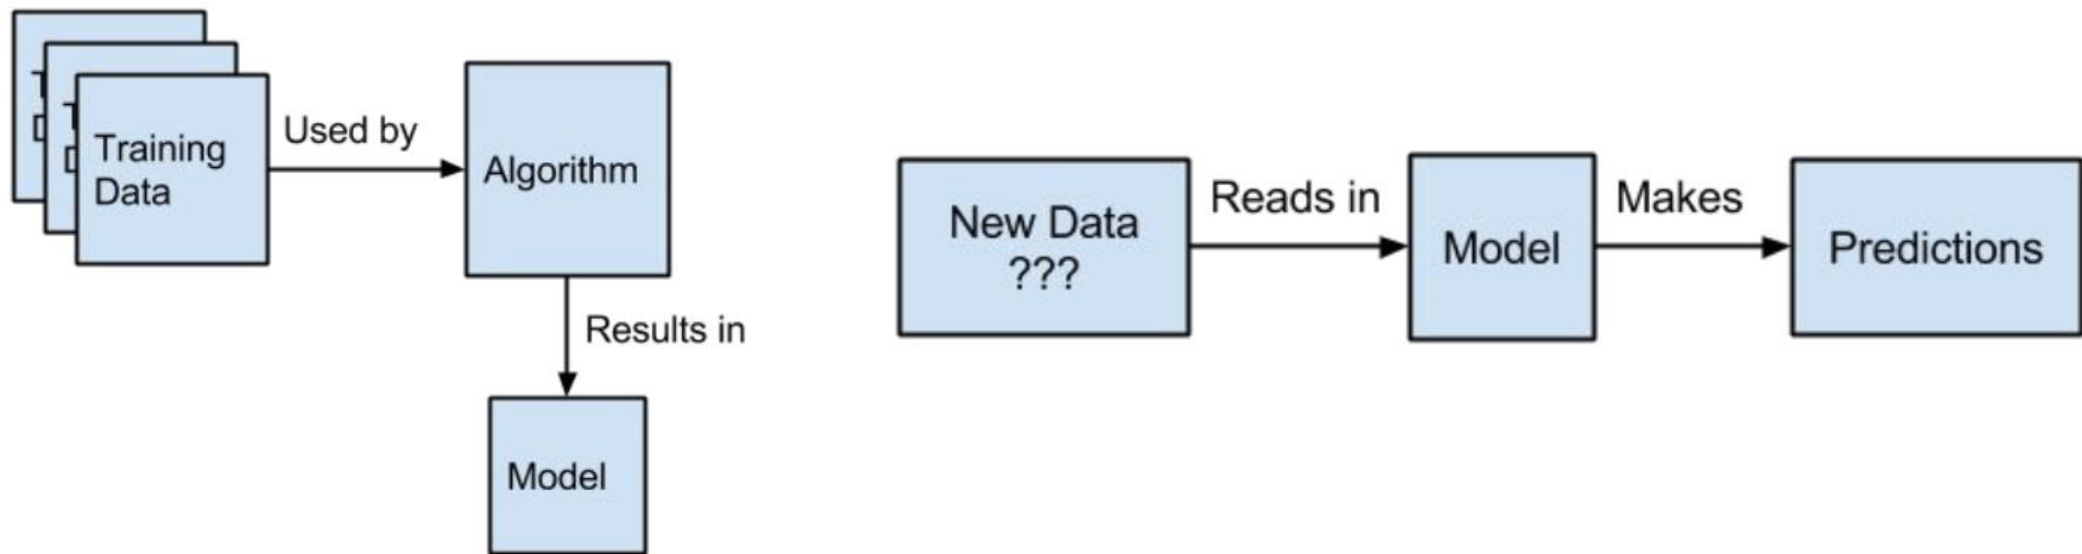 Training
Data
Used by
Algorithm
Results in
Model
New Data
???
Reads in
Model
Makes
Predictions